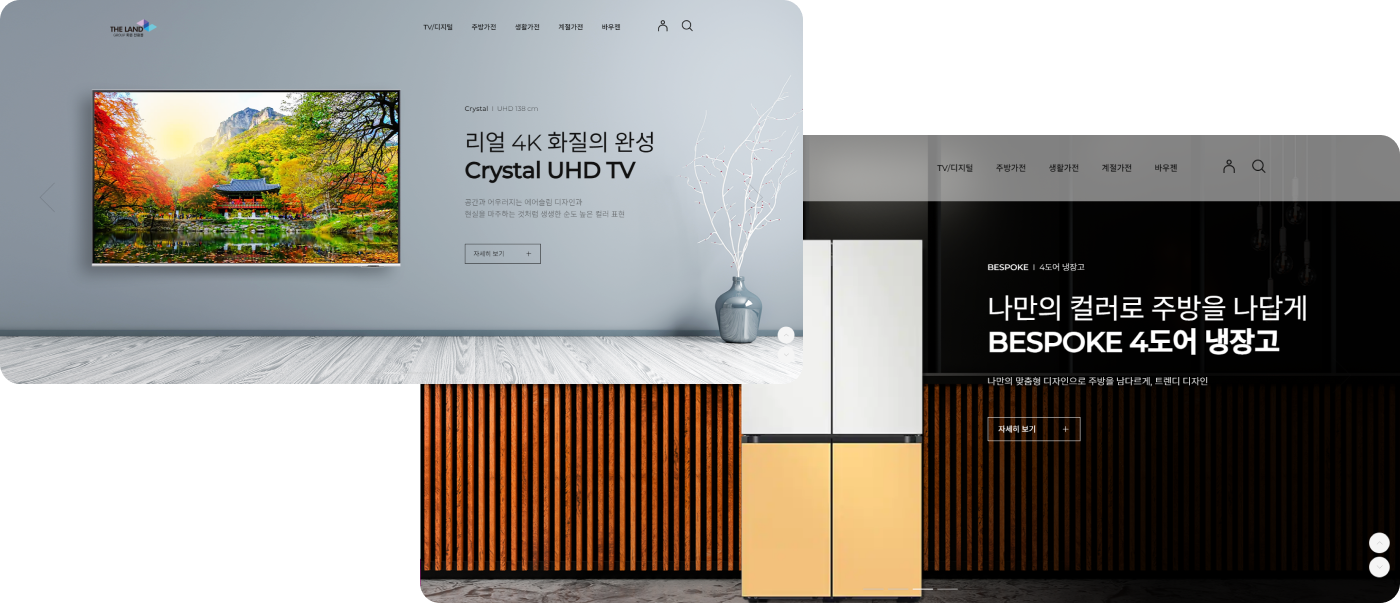 THE LAND
TV/디지털 주방가전 생활가전 계절가전 바우젠
Crystal | UHD 138 cm
리얼 4K 화질의 완성
Crystal UHD TV
공간과 어우러지는 에어슬림 디자인과
현실을 마주하는 것처럼 생생한 순도 높은 컬러 표현
자세히 보기 +
TV/디지털 주방가전 생활가전 계절가전 바우젠
BESPOKE | 4도어 냉장고
나만의 컬러로 주방을 나답게
BESPOKE 4도어 냉장고
나만의 맞춤형 디자인으로 주방을 남다르게, 트렌디 디자인
자세히 보기 +